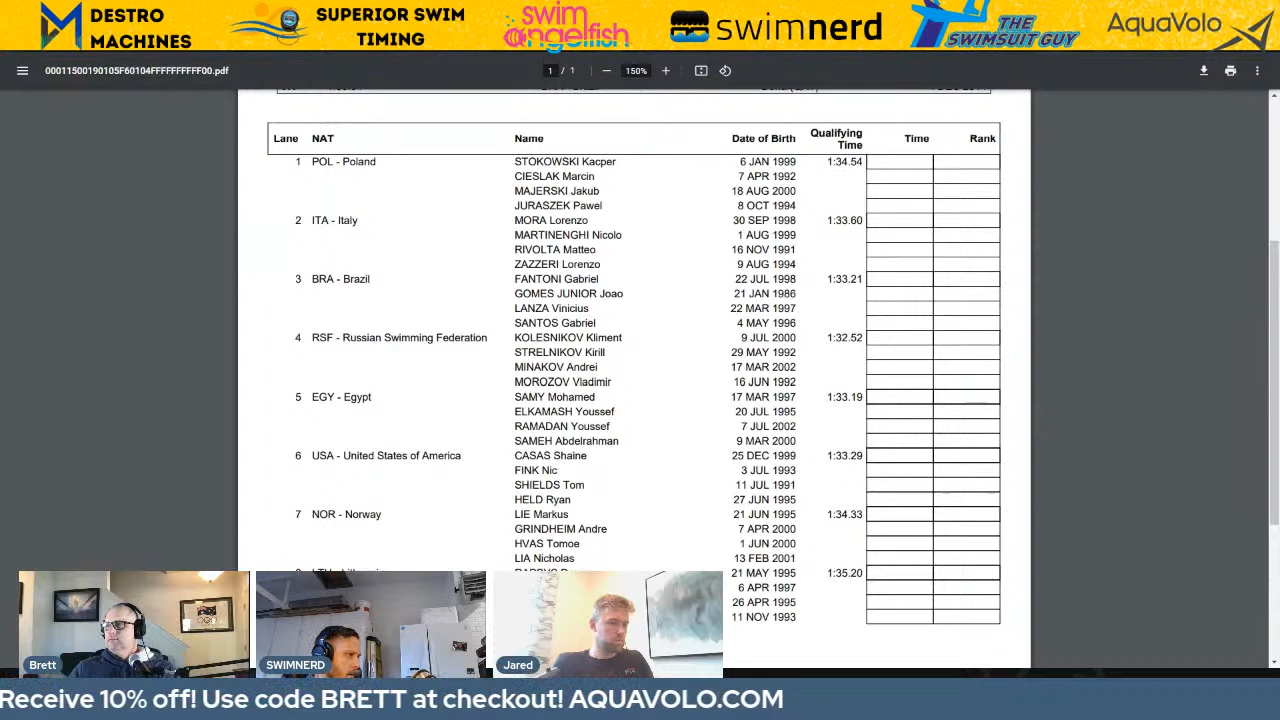 DESTRO
MACHINES
SUPERIOR SWIM
TIMING
swim
angelfish
swimnerd
THE
SWIMSUIT GUY
AquaVolo
00011500190105F60104FFFFFFFFFF00.pdf
1 / 1
150%
Lane NAT Name Date of Birth Qualifying Time Time Rank
1 POL - Poland STOKOWSKI Kacper 6 JAN 1999 1:34.54
CIESLAK Marcin 7 APR 1992
MAJERSKI Jakub 18 AUG 2000
JURASZEK Pawel 8 OCT 1994
2 ITA - Italy MORA Lorenzo 30 SEP 1998 1:33.60
MARTINENGHI Nicolo 1 AUG 1999
RIVOLTA Matteo 16 NOV 1991
ZAZZERI Lorenzo 9 AUG 1994
3 BRA - Brazil FANTONI Gabriel 22 JUL 1998 1:33.21
GOMES JUNIOR Joao 21 JAN 1986
LANZA Vinicius 22 MAR 1997
SANTOS Gabriel 4 MAY 1996
4 RSF - Russian Swimming Federation KOLESNIKOV Kliment 9 JUL 2000 1:32.52
STRELNIKOV Kirill 29 MAY 1992
MINAKOV Andrei 17 MAR 2002
MOROZOV Vladimir 16 JUN 1992
5 EGY - Egypt SAMY Mohamed 17 MAR 1997 1:33.19
ELKAMASH Youssef 20 JUL 1995
RAMADAN Youssef 7 JUL 2002
SAMEH Abdelrahman 9 MAR 2000
6 USA - United States of America CASAS Shaine 25 DEC 1999 1:33.29
FINK Nic 3 JUL 1993
SHIELDS Tom 11 JUL 1991
HELD Ryan 27 JUN 1995
7 NOR - Norway LIE Markus 21 JUN 1995 1:34.33
GRINDHEIM Andre 7 APR 2000
HVAS Tomoe 1 JUN 2000
LIA Nicholas 13 FEB 2001
21 MAY 1995 1:35.20
6 APR 1997
26 APR 1995
11 NOV 1993
Brett
SWIMNERD
Jared
Receive 10% off! Use code BRETT at checkout! AQUAVOLO.COM